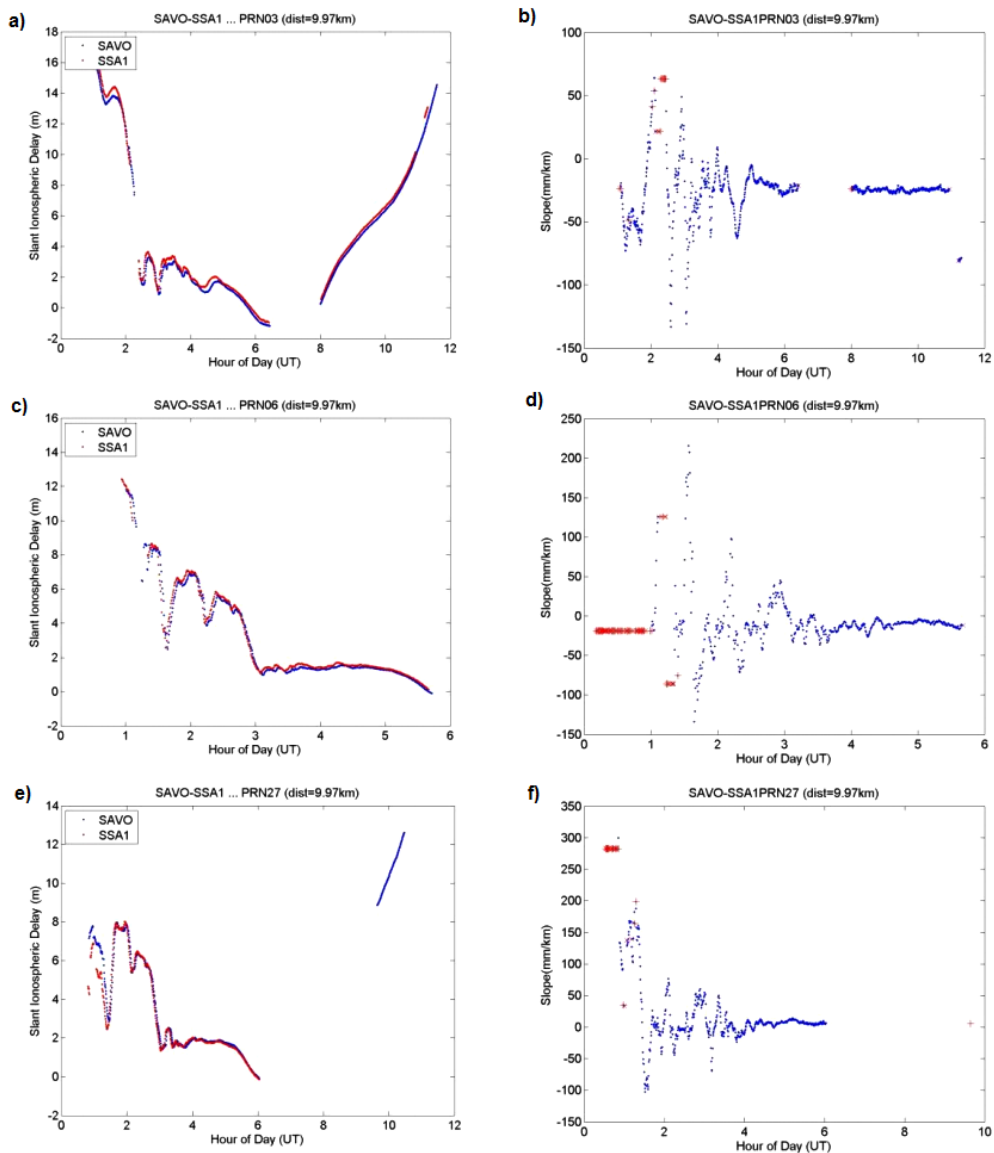 a)
SAVO-SSA1 ... PRN03 (dist=9.97km)
SAVO
SSA1
Slant Ionospheric Delay (m)
16
14
12
10
8
6
4
2
0
-2
0 2 4 6 8 10 12
Hour of Day (UT)
b)
SAVO-SSA1PRN03 (dist=9.97km)
Slope(mm/km)
100
50
0
-50
-100
-150
0 2 4 6 8 10 12
Hour of Day (UT)
c)
SAVO-SSA1 ... PRN06 (dist=9.97km)
SAVO
SSA1
Slant Ionospheric Delay (m)
16
14
12
10
8
6
4
2
0
-2
0 1 2 3 4 5 6
Hour of Day (UT)
d)
SAVO-SSA1PRN06 (dist=9.97km)
Slope(mm/km)
250
200
150
100
50
0
-50
-100
-150
0 1 2 3 4 5 6
Hour of Day (UT)
e)
SAVO-SSA1 ... PRN27 (dist=9.97km)
SAVO
SSA1
Slant Ionospheric Delay (m)
14
12
10
8
6
4
2
0
-2
0 2 4 6 8 10 12
Hour of Day (UT)
f)
SAVO-SSA1PRN27 (dist=9.97km)
Slope(mm/km)
350
300
250
200
150
100
50
0
-50
-100
-150
0 2 4 6 8 10
Hour of Day (UT)